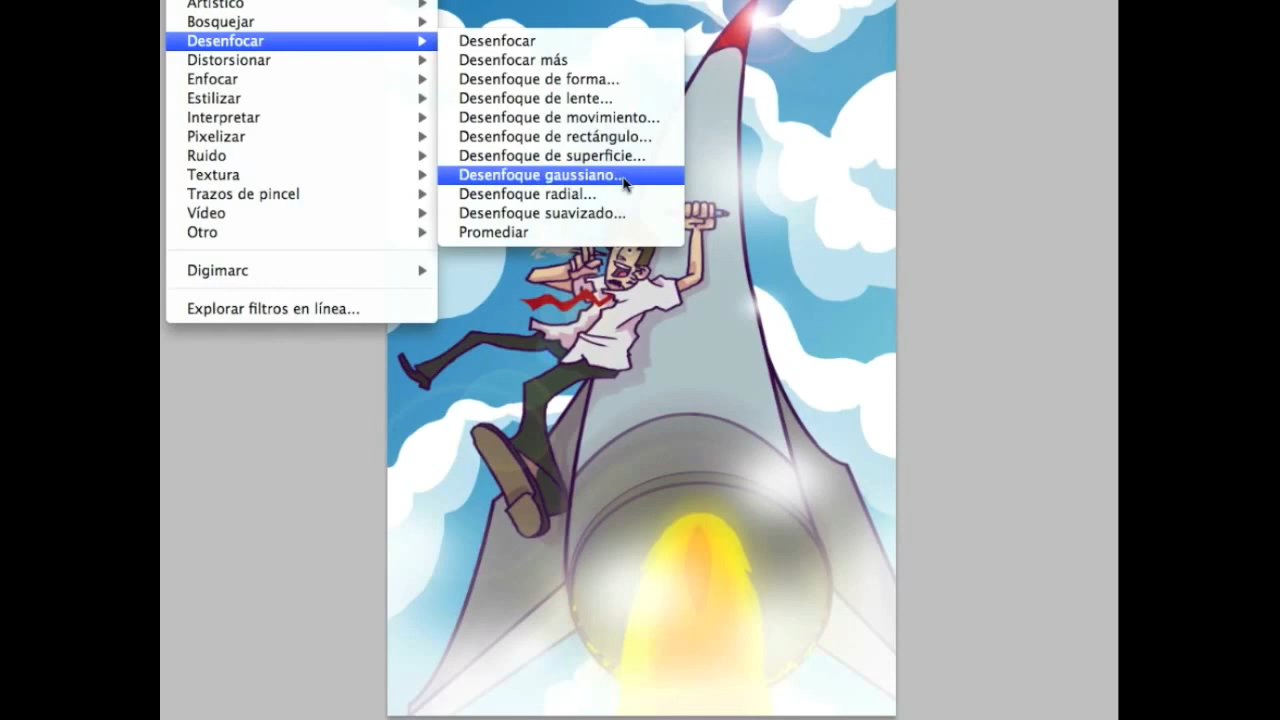 Artístico
Bosquejar
Desenfocar
Distorsionar
Enfocar
Estilizar
Interpretar
Pixelizar
Ruido
Textura
Trazos de pincel
Vídeo
Otro
Digimarc
Explorar filtros en línea...
Desenfocar
Desenfocar más
Desenfoque de forma...
Desenfoque de lente...
Desenfoque de movimiento...
Desenfoque de rectángulo...
Desenfoque de superficie...
Desenfoque gaussiano...
Desenfoque radial...
Desenfoque suavizado...
Promediar